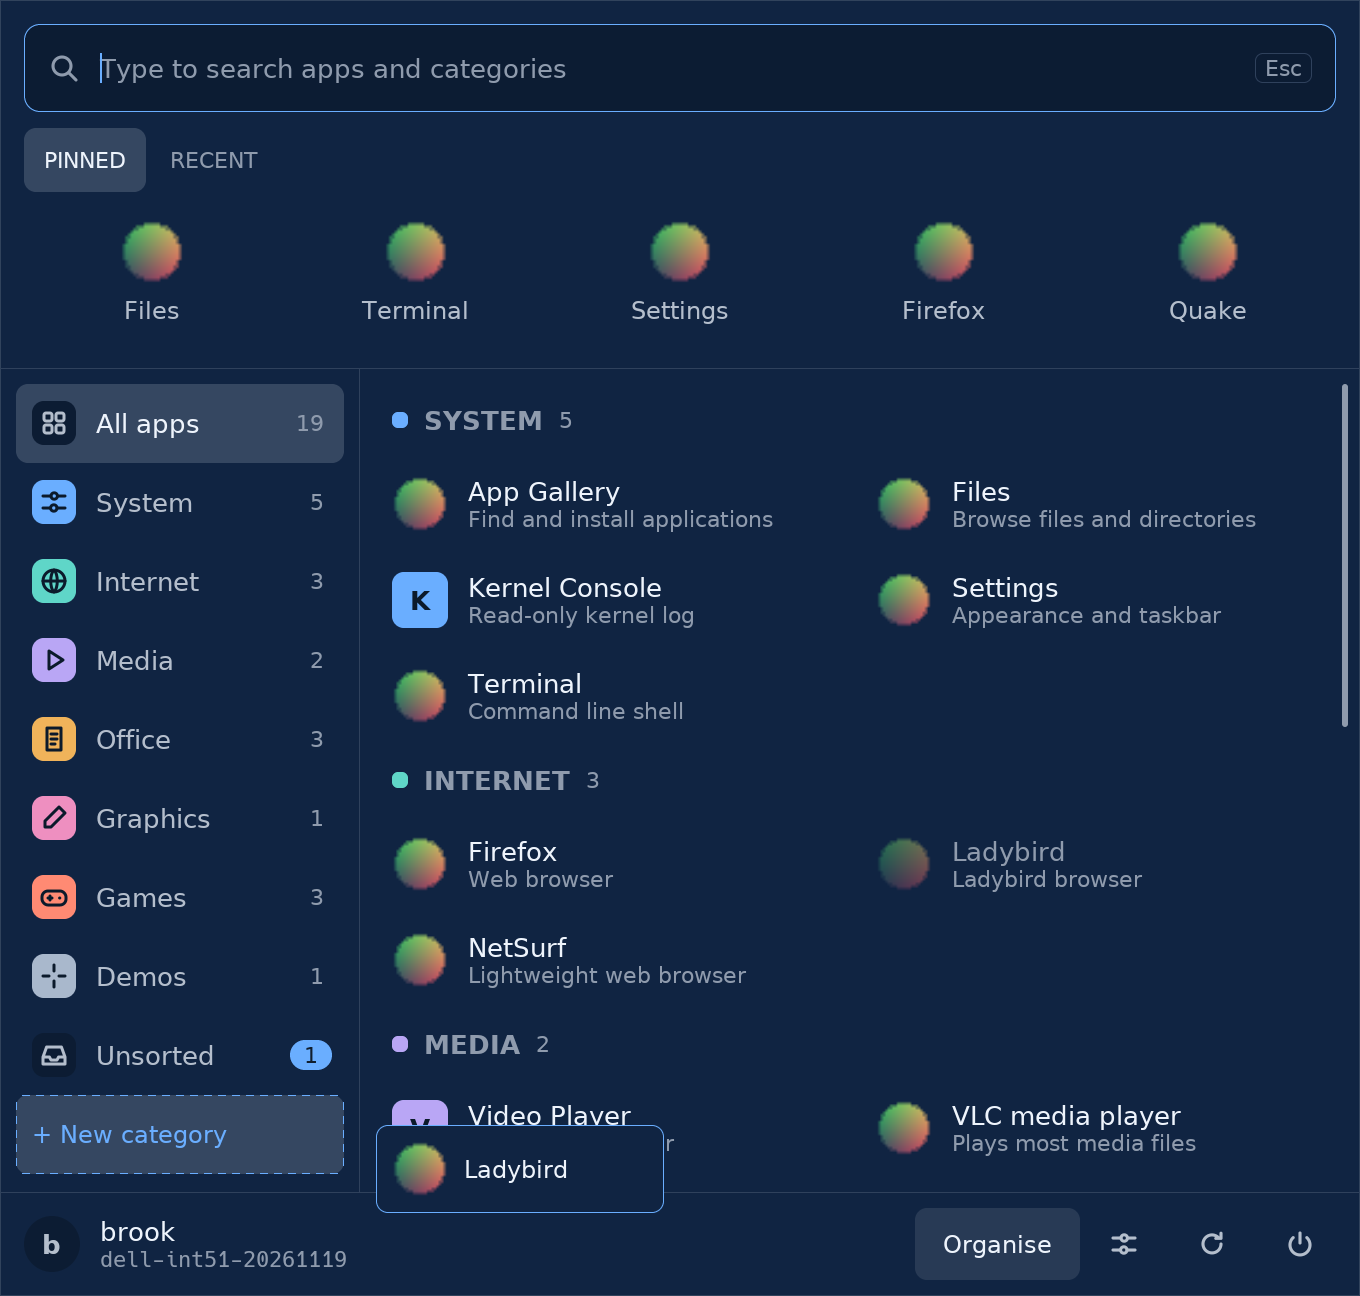 Type to search apps and categories
Esc
PINNED
RECENT
Files
Terminal
Settings
Firefox
Quake
All apps
19
System
5
Internet
3
Media
2
Office
3
Graphics
1
Games
3
Demos
1
Unsorted
1
+ New category
SYSTEM 5
App Gallery
Find and install applications
Files
Browse files and directories
K
Kernel Console
Read-only kernel log
Settings
Appearance and taskbar
Terminal
Command line shell
INTERNET 3
Firefox
Web browser
Ladybird
Ladybird browser
NetSurf
Lightweight web browser
MEDIA 2
Video Player
VLC media player
Plays most media files
Ladybird
b
brook
dell-int51-20261119
Organise